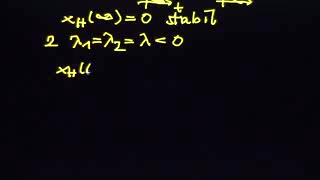 x_H(∞) = 0 stabil
t
2 λ₁=λ₂=λ < 0
x_H(